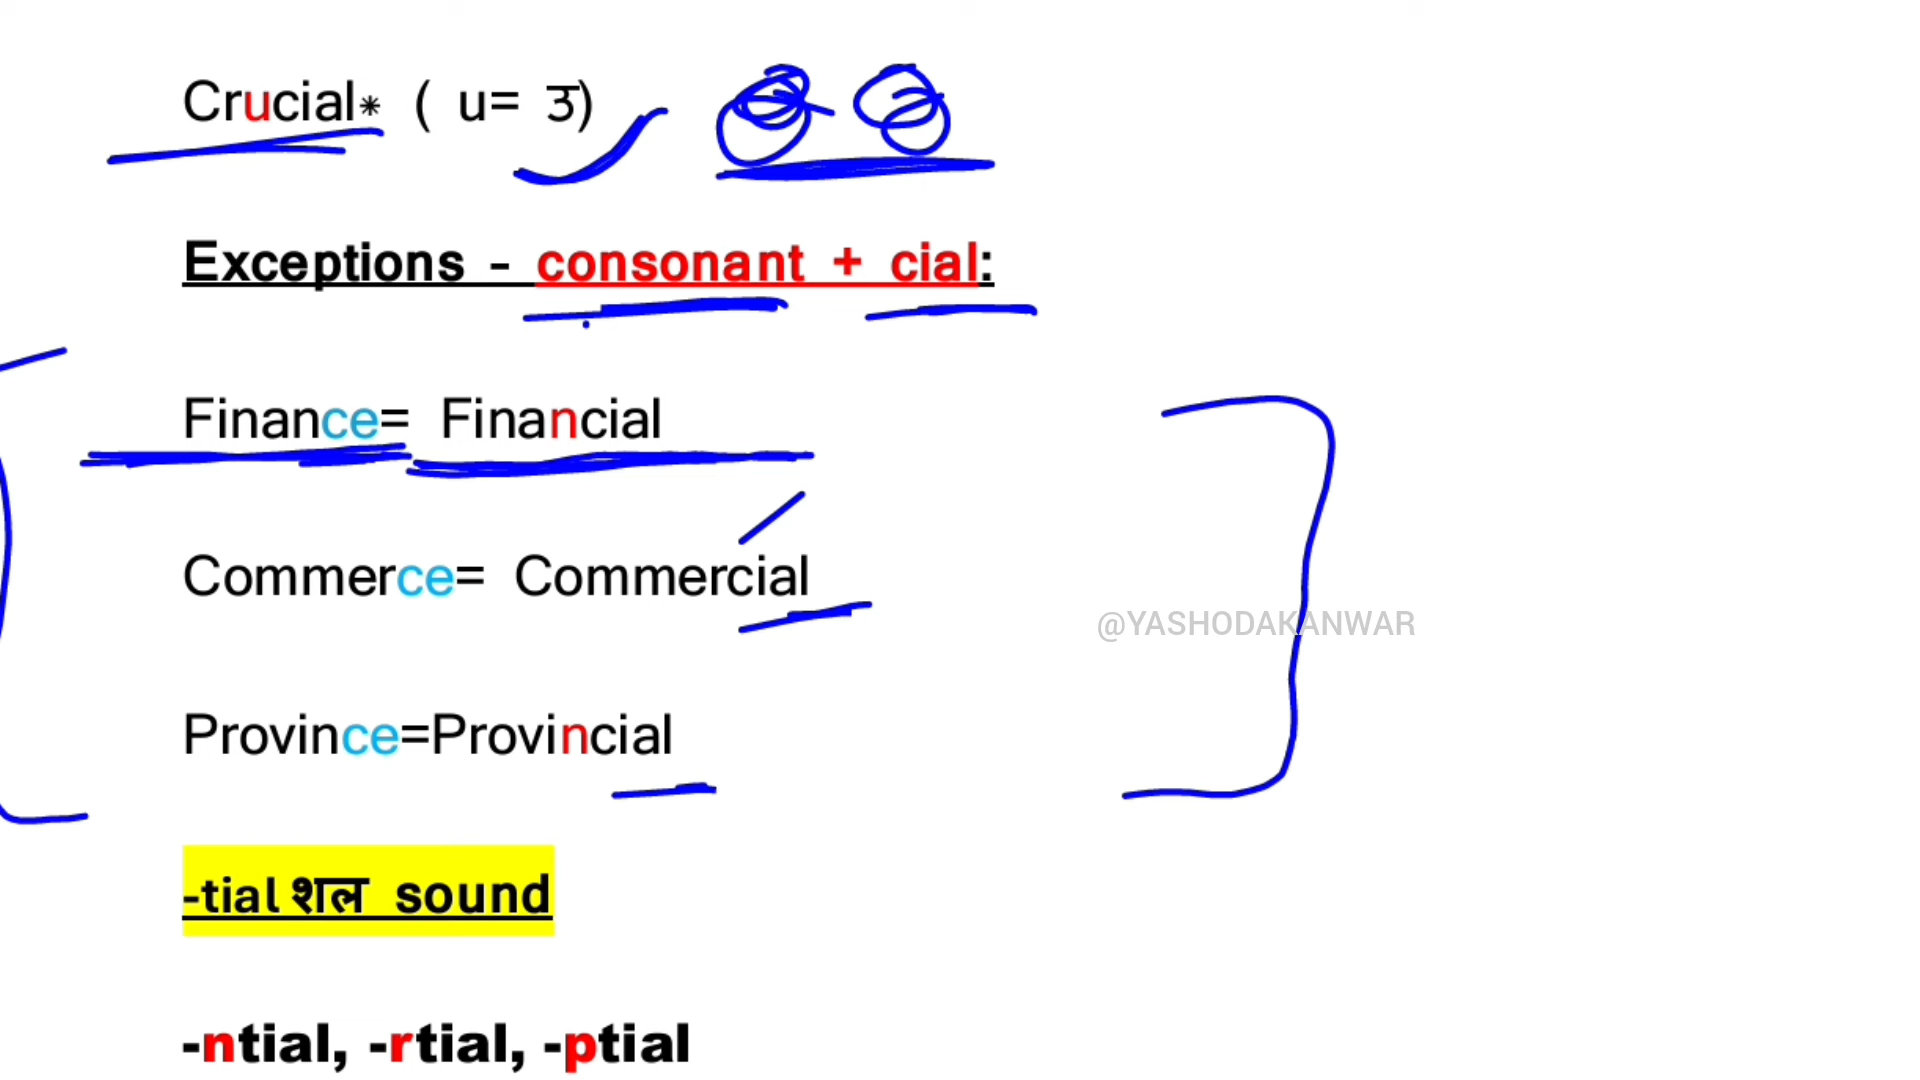 Crucial* ( u= उ)
Exceptions - consonant + cial:
Finance= Financial
Commerce= Commercial
@YASHODAKANWAR
Province=Provincial
-tial शल sound
-ntial, -rtial, -ptial